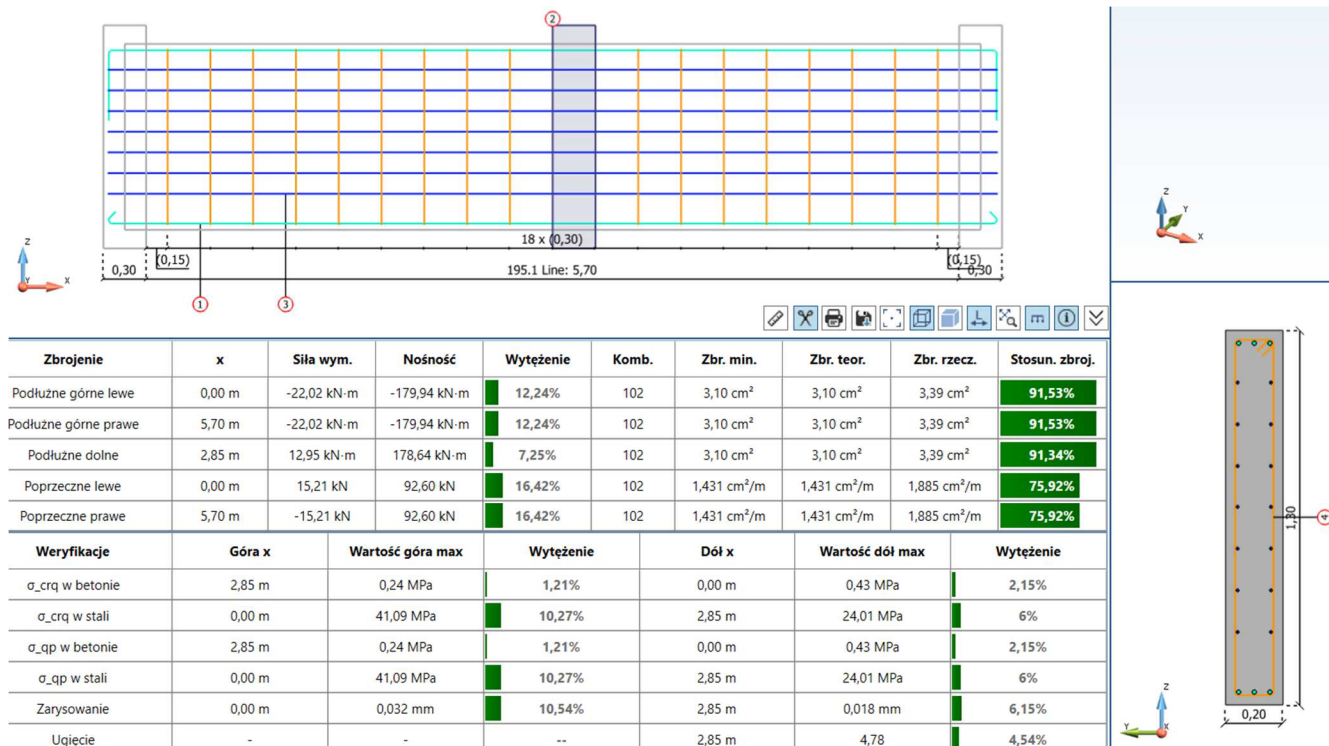 2
Z
X
Y
0,30
(0,15)
18 x (0,30)
195.1 Line: 5,70
(0,15)
0,30
1
3
Z
Y
X
Zbrojenie x Siła wym. Nośność Wytężenie Komb. Zbr. min. Zbr. teor. Zbr. rzecz. Stosun. zbroj.
Podłużne górne lewe 0,00 m -22,02 kN·m -179,94 kN·m 12,24% 102 3,10 cm² 3,10 cm² 3,39 cm² 91,53%
Podłużne górne prawe 5,70 m -22,02 kN·m -179,94 kN·m 12,24% 102 3,10 cm² 3,10 cm² 3,39 cm² 91,53%
Podłużne dolne 2,85 m 12,95 kN·m 178,64 kN·m 7,25% 102 3,10 cm² 3,10 cm² 3,39 cm² 91,34%
Poprzeczne lewe 0,00 m 15,21 kN 92,60 kN 16,42% 102 1,431 cm²/m 1,431 cm²/m 1,885 cm²/m 75,92%
Poprzeczne prawe 5,70 m -15,21 kN 92,60 kN 16,42% 102 1,431 cm²/m 1,431 cm²/m 1,885 cm²/m 75,92%
Weryfikacje Góra x Wartość góra max Wytężenie Dół x Wartość dół max Wytężenie
σ_crq w betonie 2,85 m 0,24 MPa 1,21% 0,00 m 0,43 MPa 2,15%
σ_crq w stali 0,00 m 41,09 MPa 10,27% 2,85 m 24,01 MPa 6%
σ_qp w betonie 2,85 m 0,24 MPa 1,21% 0,00 m 0,43 MPa 2,15%
σ_qp w stali 0,00 m 41,09 MPa 10,27% 2,85 m 24,01 MPa 6%
Zarysowanie 0,00 m 0,032 mm 10,54% 2,85 m 0,018 mm 6,15%
Ugięcie - - -- 2,85 m 4,78 4,54%
1,30
4
0,20
Z
Y
X